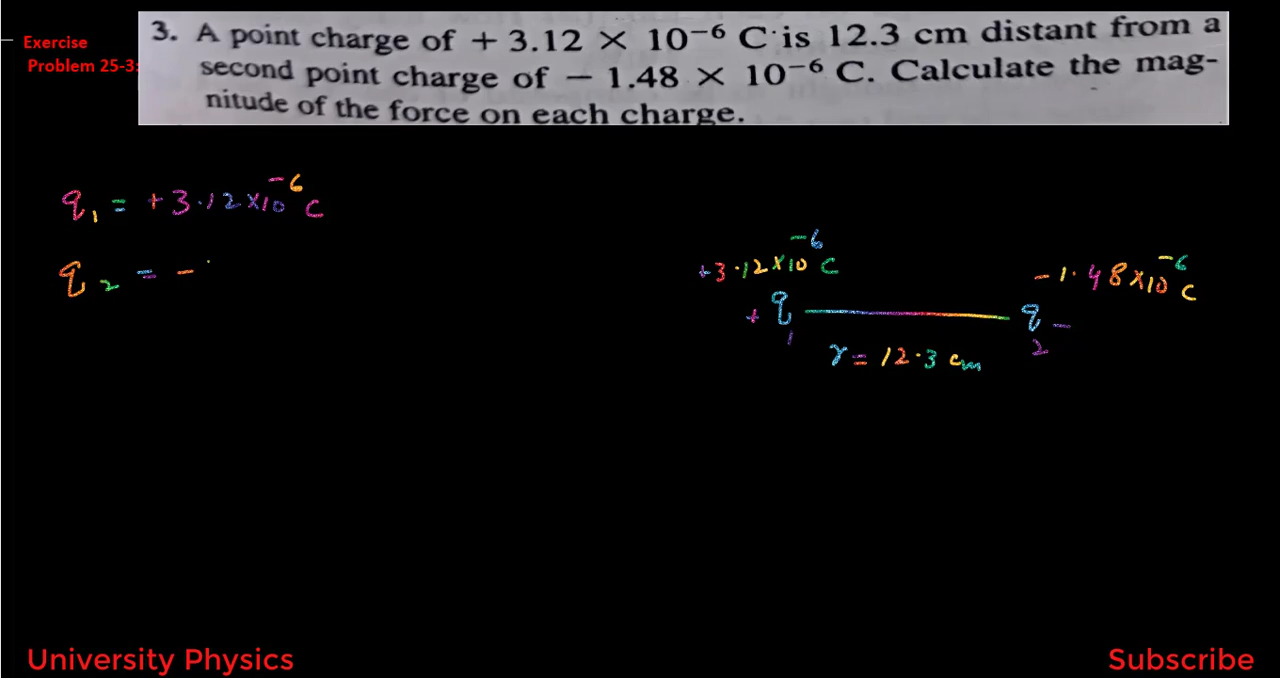 Exercise
Problem 25-3:
3. A point charge of + 3.12 × 10⁻⁶ C is 12.3 cm distant from a
second point charge of − 1.48 × 10⁻⁶ C. Calculate the mag-
nitude of the force on each charge.
q₁ = +3.12×10⁻⁶ C
q₂ = -
+3.12×10⁻⁶ C
-1.48×10⁻⁶ C
+ q₁
q₂ -
r = 12.3 cm
University Physics
Subscribe